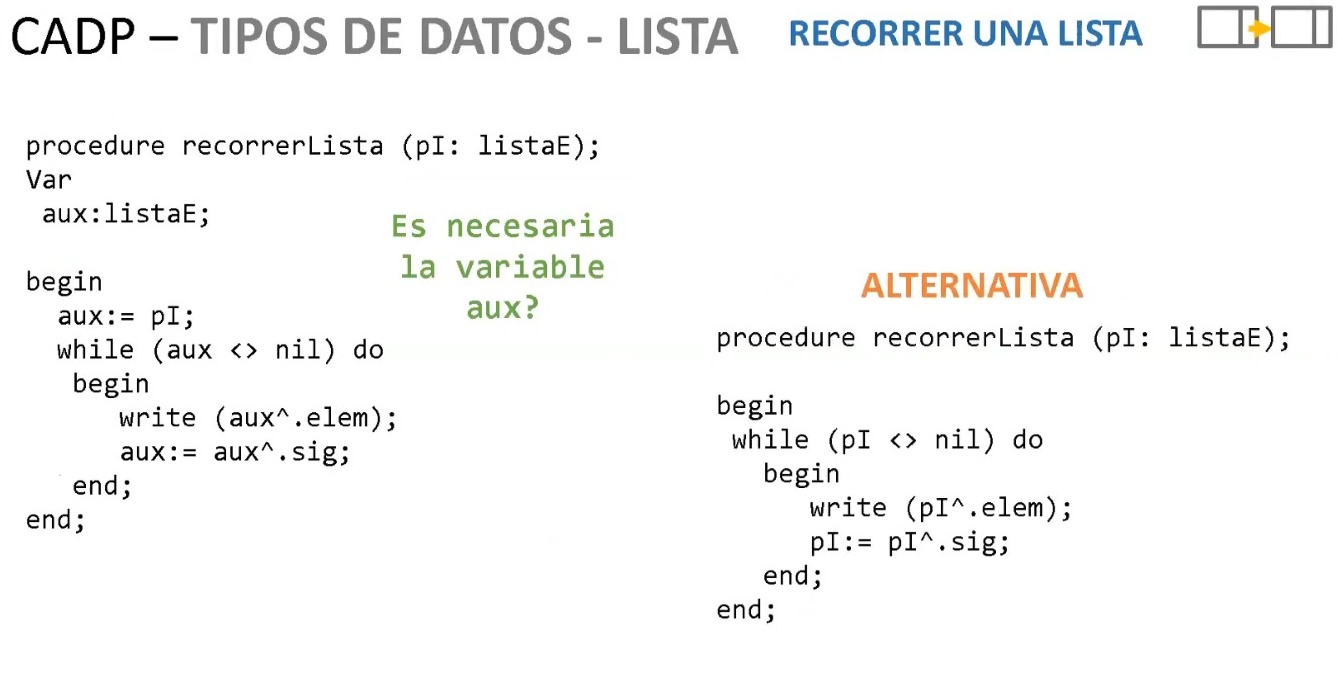 CADP – TIPOS DE DATOS - LISTA
RECORRER UNA LISTA
procedure recorrerLista (pI: listaE);
Var
aux:listaE;
begin
aux:= pI;
while (aux <> nil) do
begin
write (aux^.elem);
aux:= aux^.sig;
end;
end;
Es necesaria
la variable
aux?
ALTERNATIVA
procedure recorrerLista (pI: listaE);
begin
while (pI <> nil) do
begin
write (pI^.elem);
pI:= pI^.sig;
end;
end;